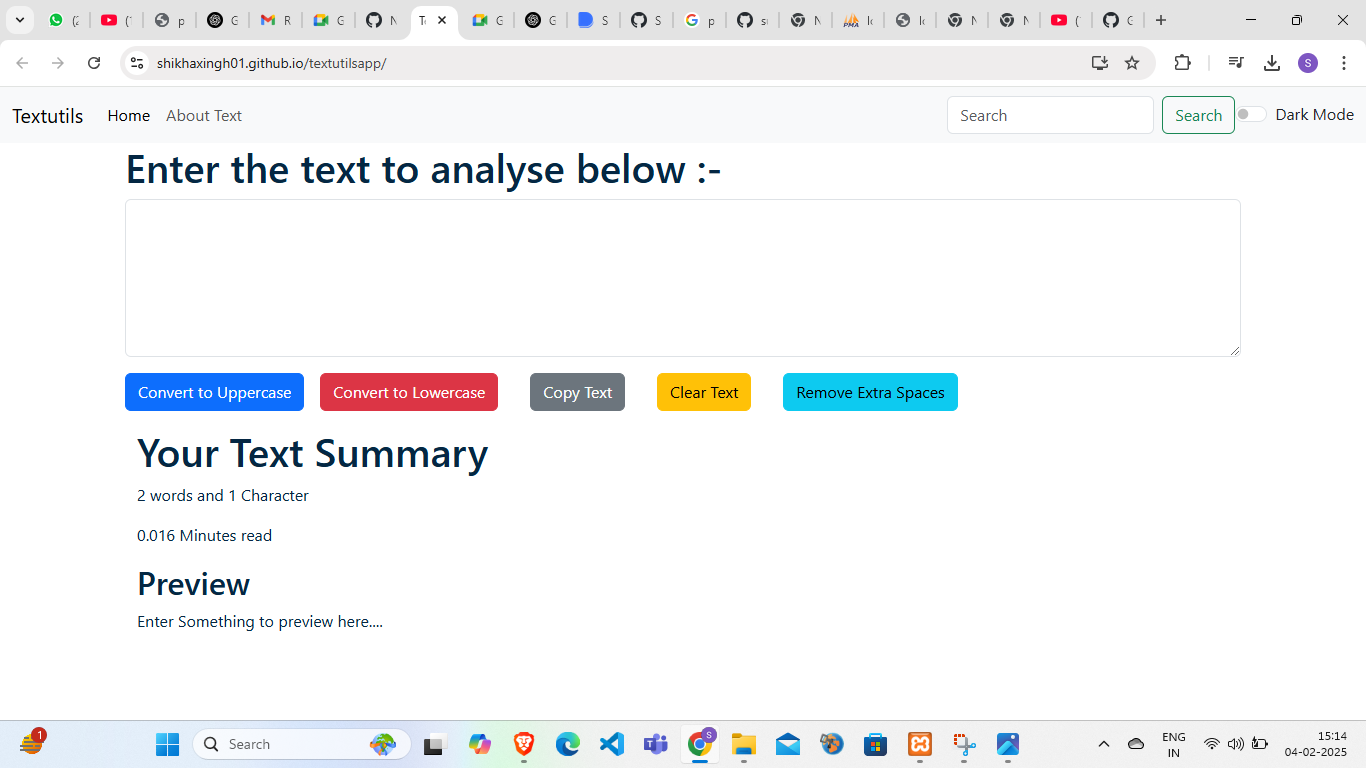 shikhaxingh01.github.io/textutilsapp/
Textutils Home About Text Search Search Dark Mode
Enter the text to analyse below :-
Convert to Uppercase Convert to Lowercase Copy Text Clear Text Remove Extra Spaces
Your Text Summary
2 words and 1 Character
0.016 Minutes read
Preview
Enter Something to preview here....
1 Search S ENG 15:14
IN 04-02-2025